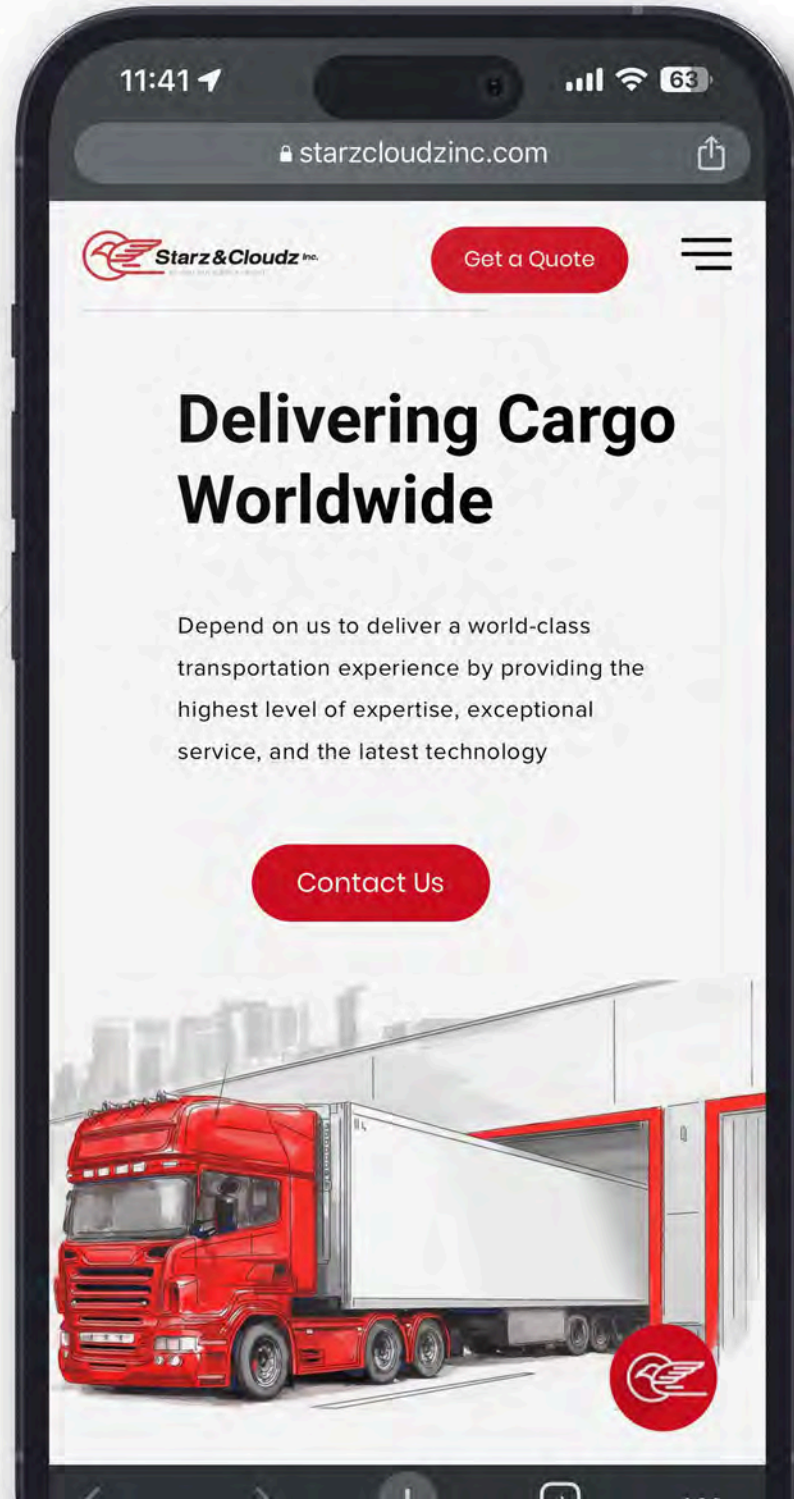 11:41
63
starzcloudzinc.com
Starz & Cloudz Inc.
Get a Quote
Delivering Cargo
Worldwide
Depend on us to deliver a world-class
transportation experience by providing the
highest level of expertise, exceptional
service, and the latest technology
Contact Us